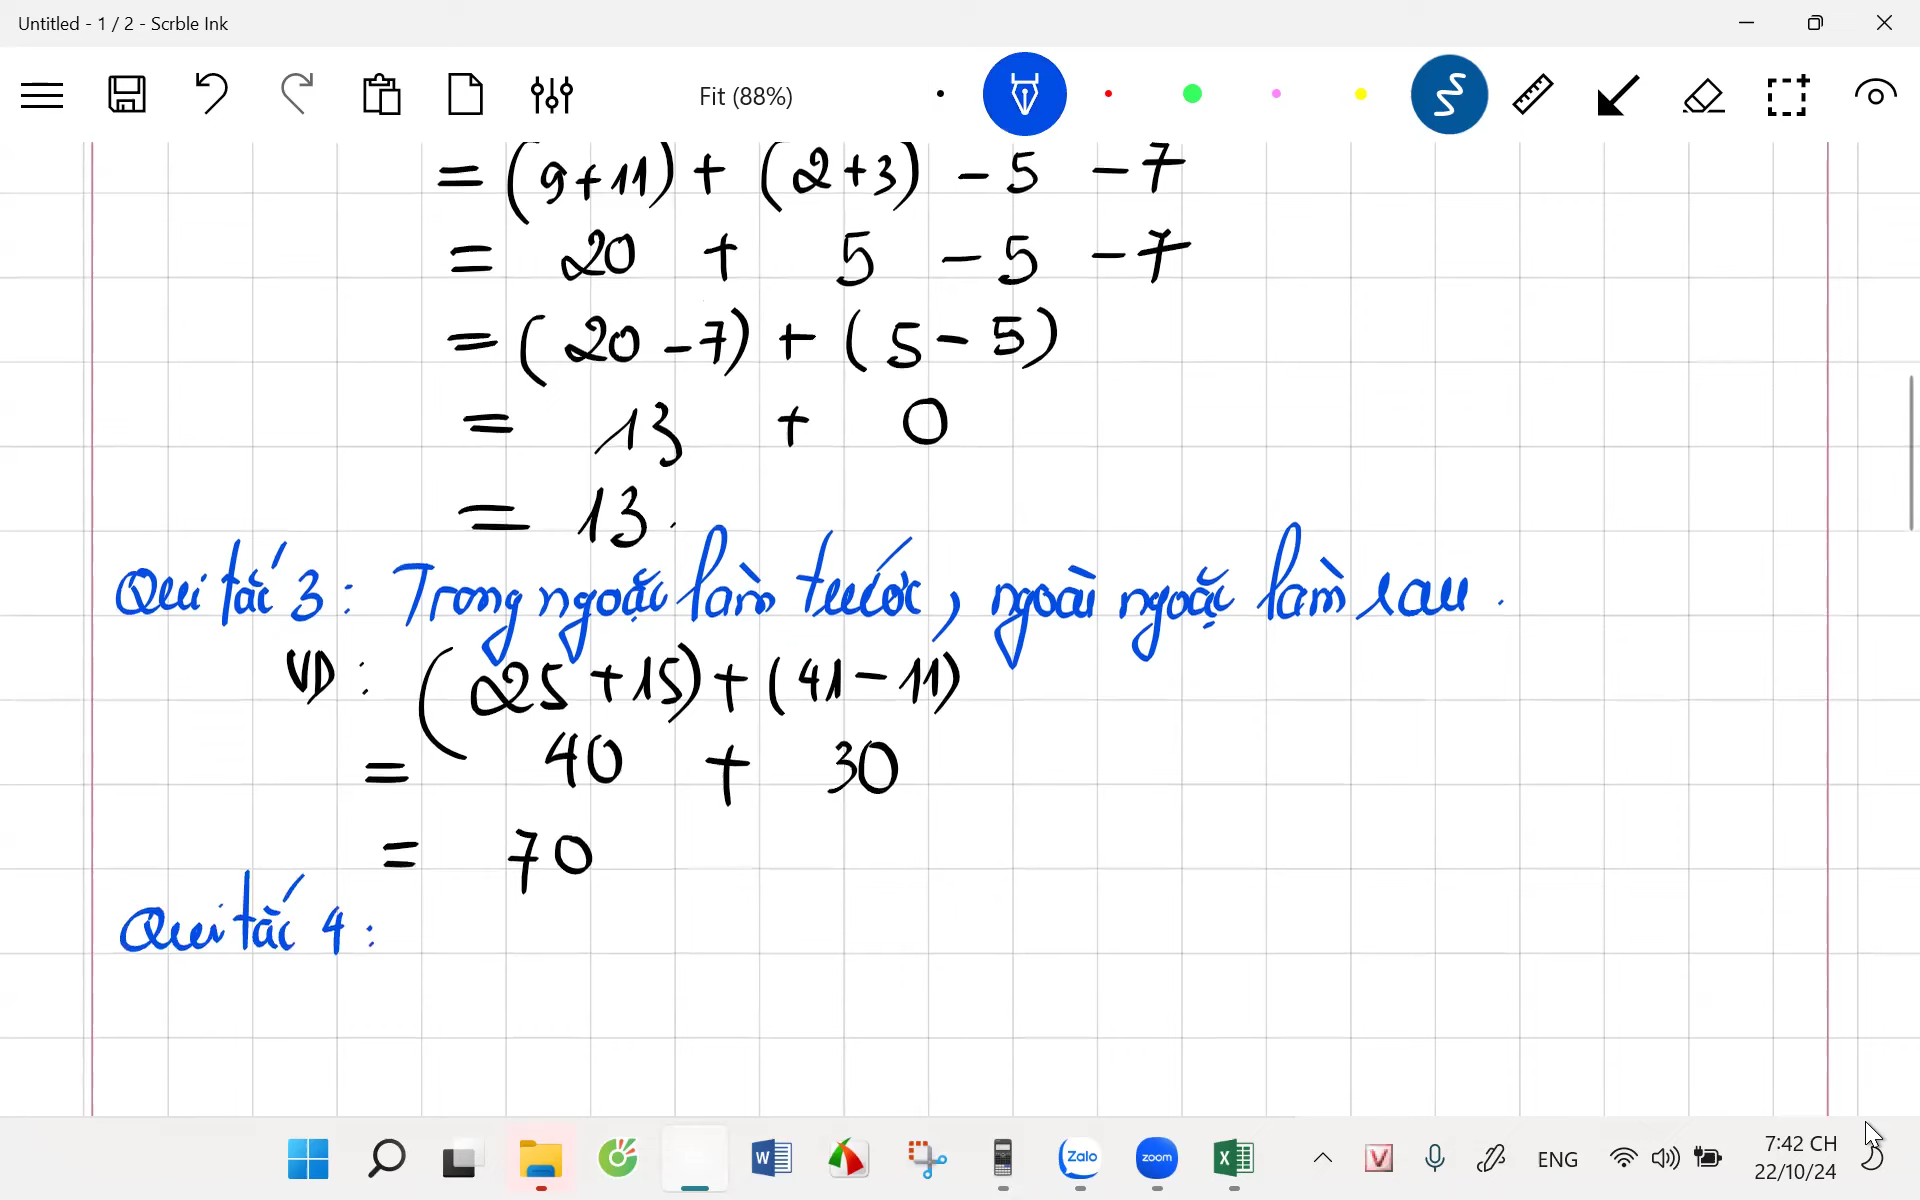 Untitled - 1 / 2 - Scrble Ink
Fit (88%)
= (9+11) + (2+3) - 5 - 7
= 20 + 5 - 5 - 7
= (20 - 7) + (5 - 5)
= 13 + 0
= 13.
Qui tắc 3 : Trong ngoặc làm trước, ngoài ngoặc làm sau.
VD : (25 + 15) + (41 - 11)
= 40 + 30
= 70
Qui tắc 4 :
W
Zalo
zoom
X
V
ENG
7:42 CH
22/10/24